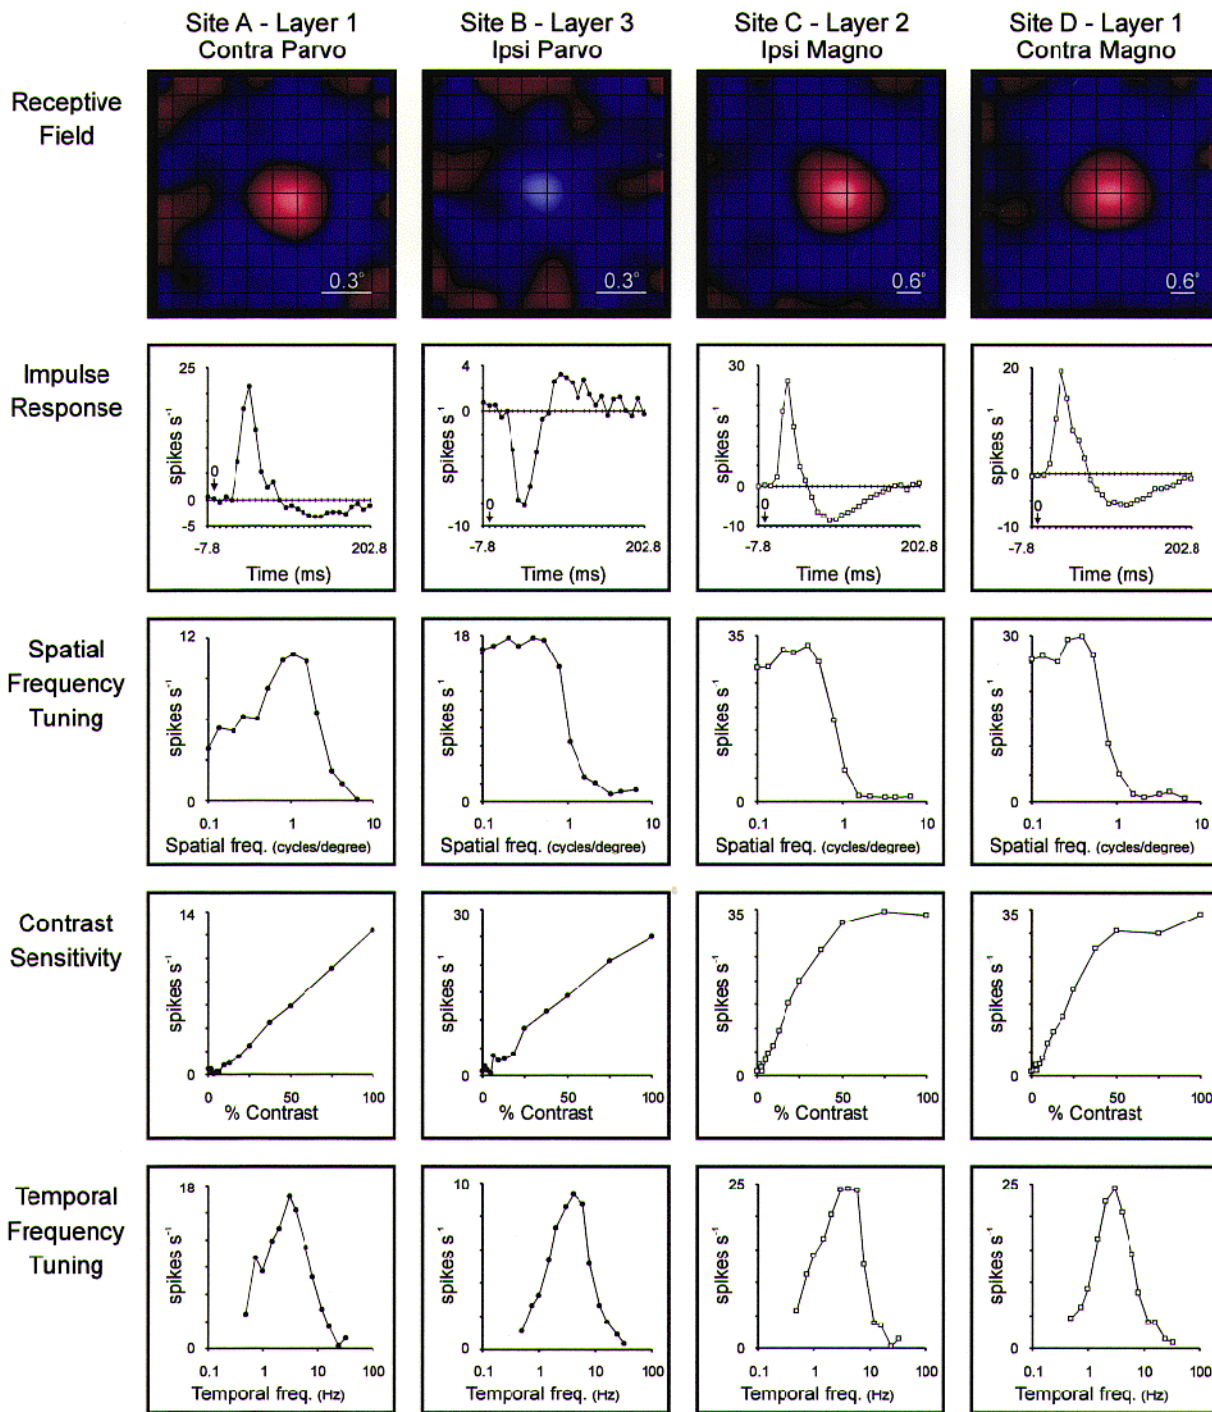 Site A - Layer 1
Contra Parvo
Site B - Layer 3
Ipsi Parvo
Site C - Layer 2
Ipsi Magno
Site D - Layer 1
Contra Magno
Receptive
Field
0.3°
0.3°
0.6°
0.6°
Impulse
Response
spikes s⁻¹
25
0
-5
0
-7.8
202.8
Time (ms)
spikes s⁻¹
4
0
-10
0
-7.8
202.8
Time (ms)
spikes s⁻¹
30
0
-10
0
-7.8
202.8
Time (ms)
spikes s⁻¹
20
0
-10
0
-7.8
202.8
Time (ms)
Spatial
Frequency
Tuning
spikes s⁻¹
12
0
0.1
1
10
Spatial freq. (cycles/degree)
spikes s⁻¹
18
0
0.1
1
10
Spatial freq. (cycles/degree)
spikes s⁻¹
35
0
0.1
1
10
Spatial freq. (cycles/degree)
spikes s⁻¹
30
0
0.1
1
10
Spatial freq. (cycles/degree)
Contrast
Sensitivity
spikes s⁻¹
14
0
0
50
100
% Contrast
spikes s⁻¹
30
0
0
50
100
% Contrast
spikes s⁻¹
35
0
0
50
100
% Contrast
spikes s⁻¹
35
0
0
50
100
% Contrast
Temporal
Frequency
Tuning
spikes s⁻¹
18
0
0.1
1
10
100
Temporal freq. (Hz)
spikes s⁻¹
10
0
0.1
1
10
100
Temporal freq. (Hz)
spikes s⁻¹
25
0
0.1
1
10
100
Temporal freq. (Hz)
spikes s⁻¹
25
0
0.1
1
10
100
Temporal freq. (Hz)